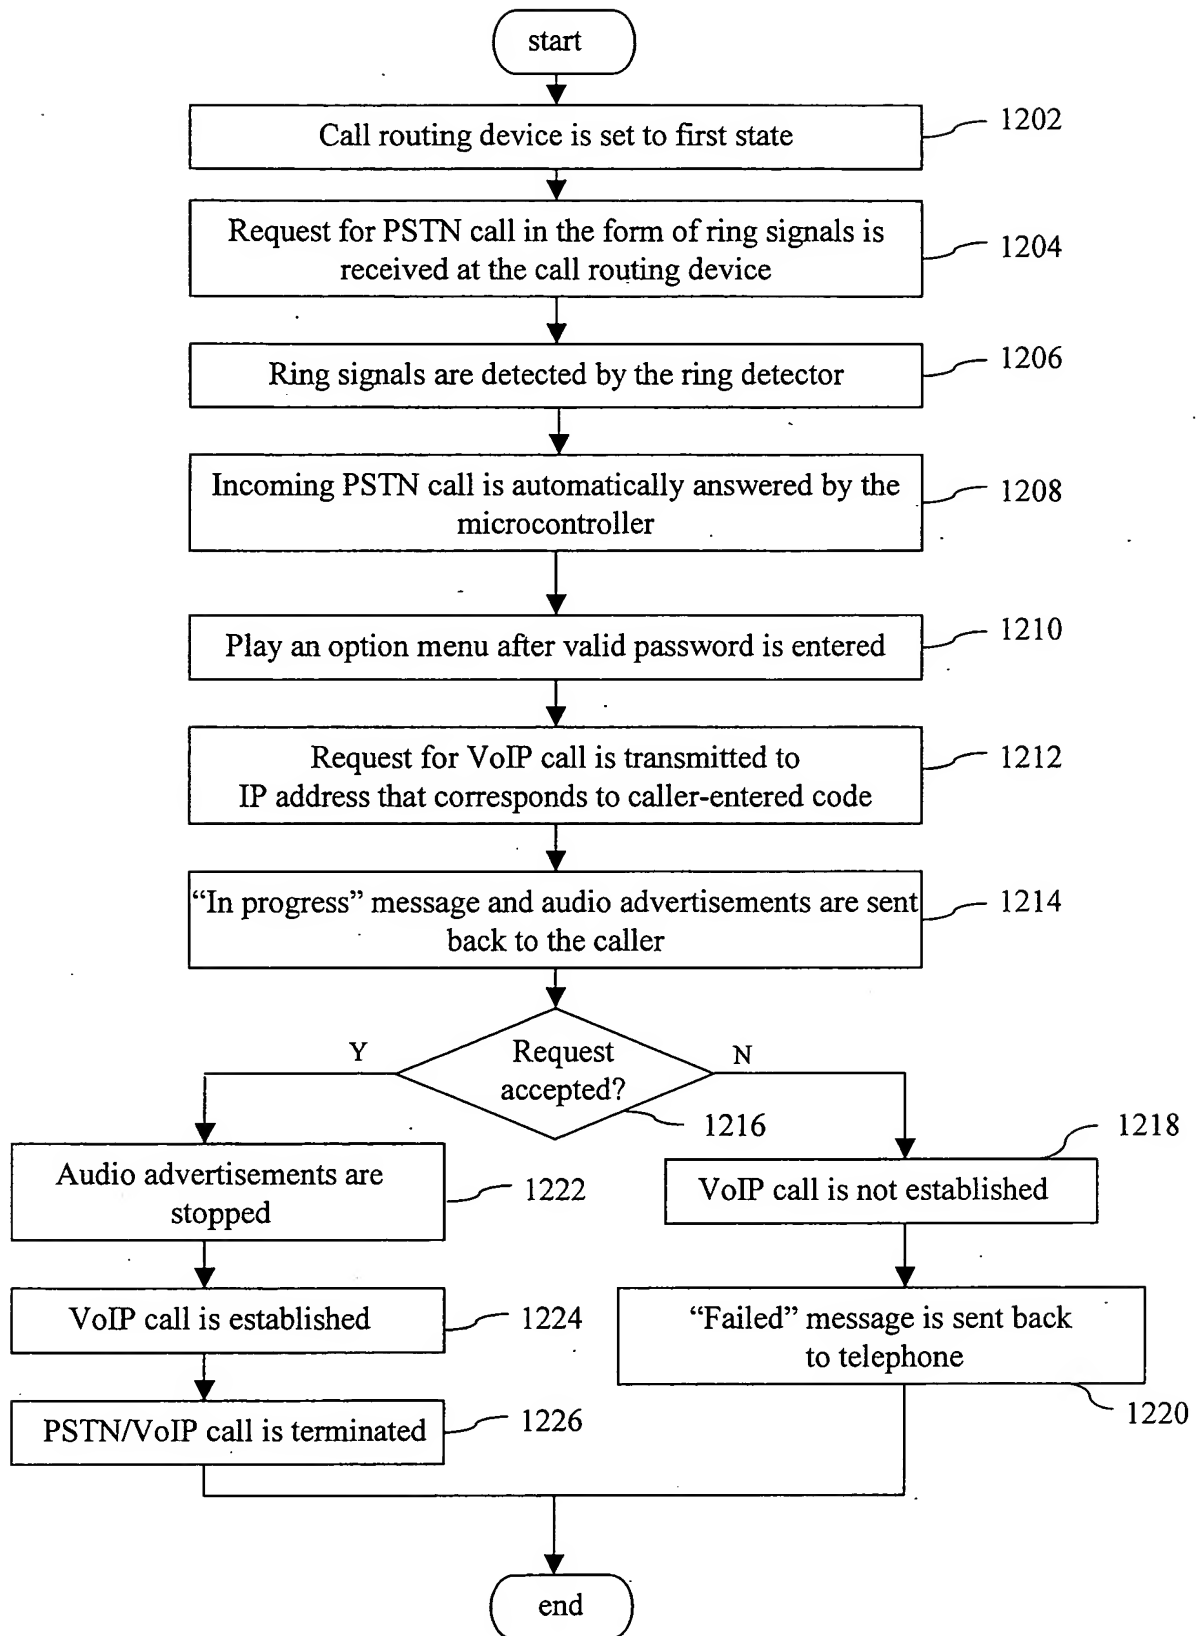 start
Call routing device is set to first state
1202
Request for PSTN call in the form of ring signals is
received at the call routing device
1204
Ring signals are detected by the ring detector
1206
Incoming PSTN call is automatically answered by the
microcontroller
1208
Play an option menu after valid password is entered
1210
Request for VoIP call is transmitted to
IP address that corresponds to caller-entered code
1212
“In progress” message and audio advertisements are sent
back to the caller
1214
Y
Request
accepted?
N
1216
1218
Audio advertisements are
stopped
1222
VoIP call is not established
VoIP call is established
1224
“Failed” message is sent back
to telephone
1220
PSTN/VoIP call is terminated
1226
end